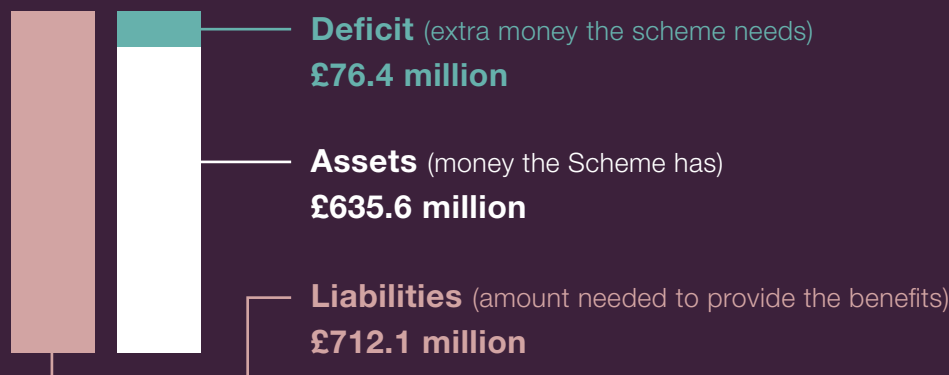 Deficit (extra money the scheme needs)
£76.4 million
Assets (money the Scheme has)
£635.6 million
Liabilities (amount needed to provide the benefits)
£712.1 million